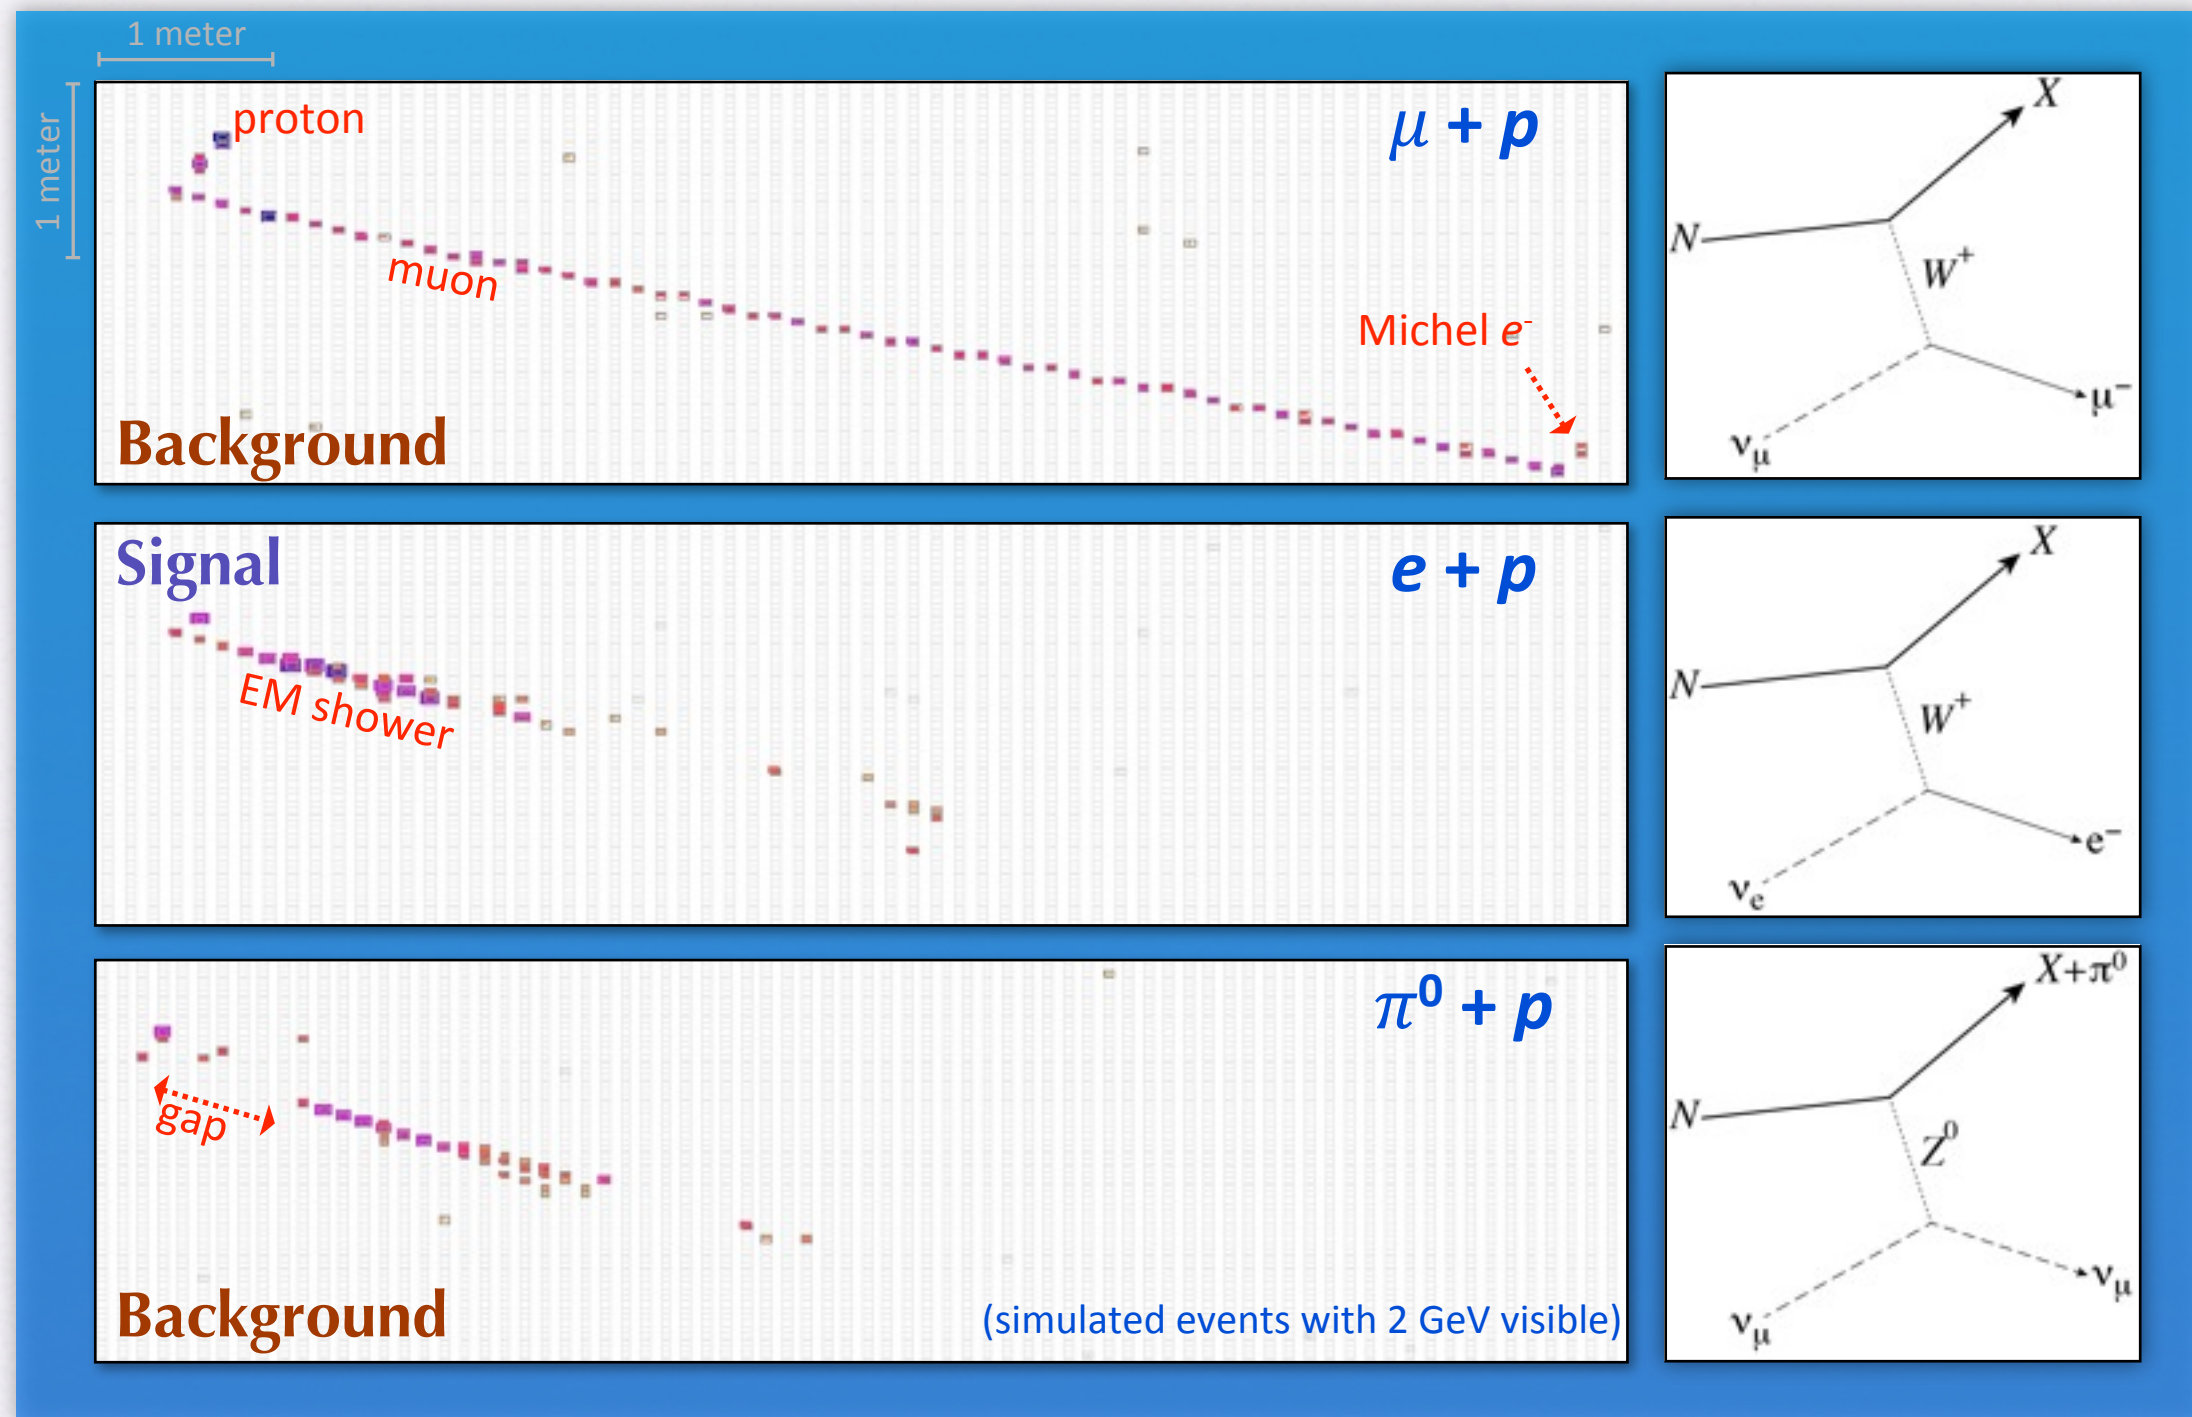 1 meter
1 meter
proton
μ + p
muon
Michel e⁻
Background
X
N
W⁺
μ⁻
νμ
Signal
e + p
EM shower
X
N
W⁺
e⁻
νe
π⁰ + p
gap
Background
(simulated events with 2 GeV visible)
X+π⁰
N
Z⁰
νμ
νμ